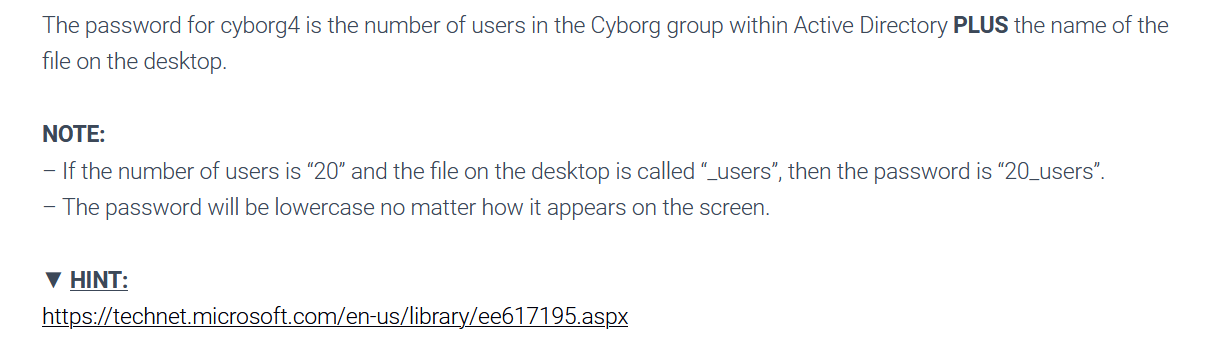 The password for cyborg4 is the number of users in the Cyborg group within Active Directory PLUS the name of the
file on the desktop.
NOTE:
– If the number of users is “20” and the file on the desktop is called “_users”, then the password is “20_users”.
– The password will be lowercase no matter how it appears on the screen.
▼ HINT:
https://technet.microsoft.com/en-us/library/ee617195.aspx